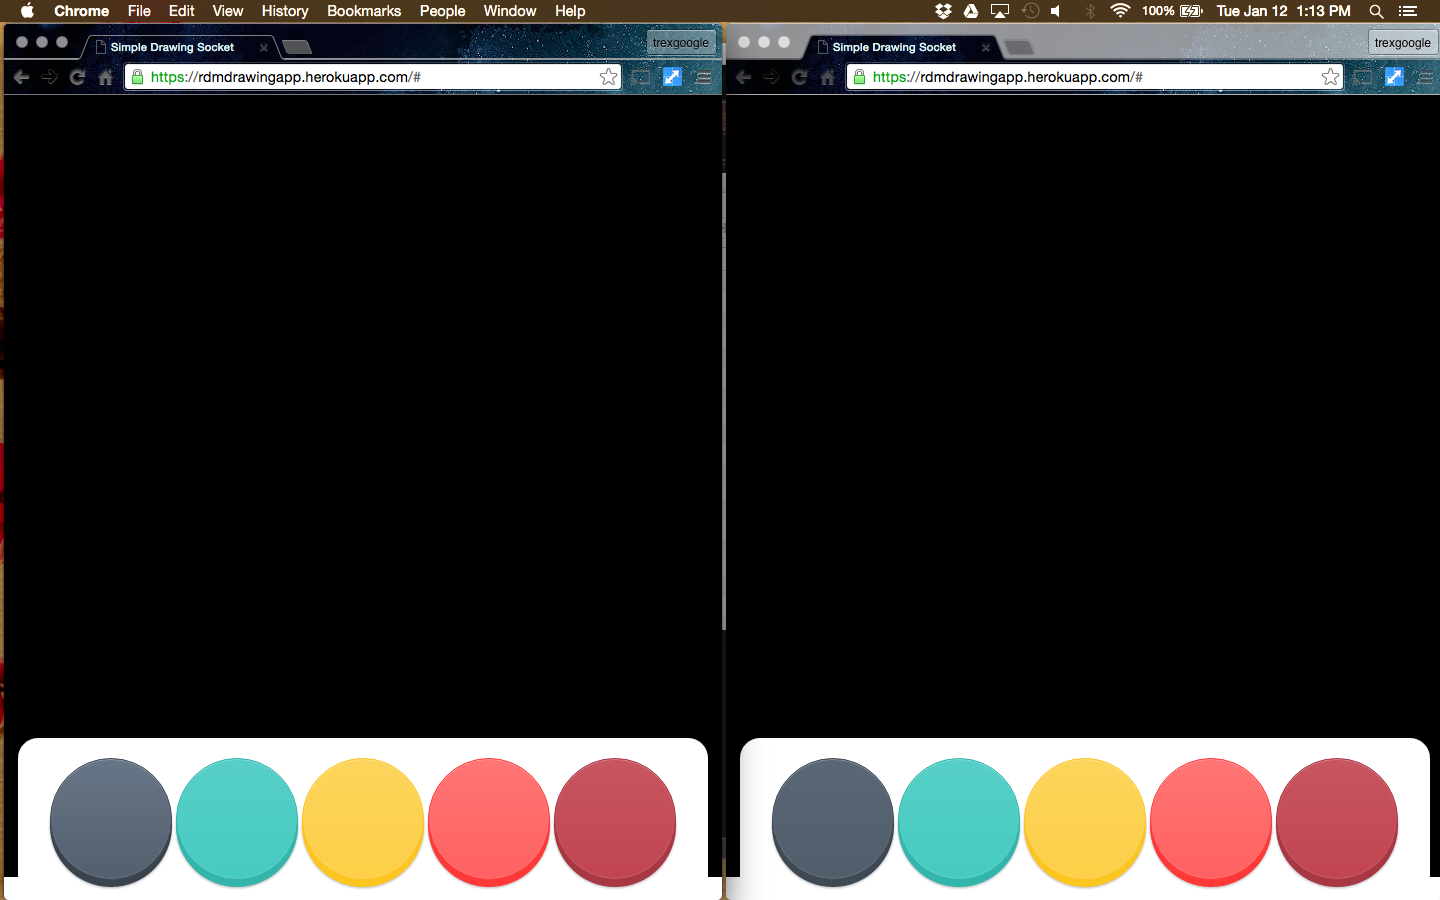 Chrome File Edit View History Bookmarks People Window Help 100% Tue Jan 12 1:13 PM
Simple Drawing Socket trexgoogle
https://rdmdrawingapp.herokuapp.com/#
Simple Drawing Socket trexgoogle
https://rdmdrawingapp.herokuapp.com/#